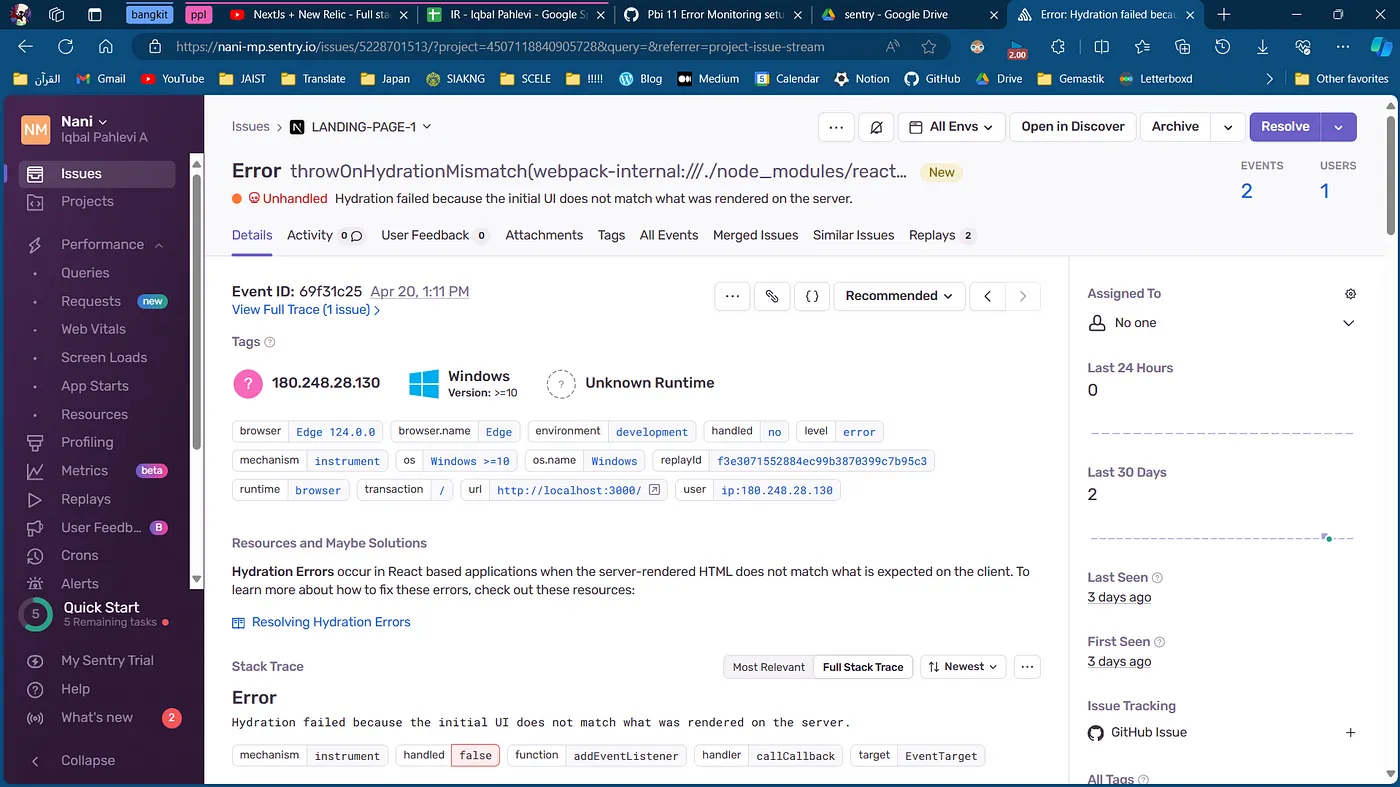 bangkit
ppl
NextJs + New Relic - Full sta
IR - Iqbal Pahlevi - Google S
Pbi 11 Error Monitoring setu
sentry - Google Drive
Error: Hydration failed becau
https://nani-mp.sentry.io/issues/5228701513/?project=4507118840905728&query=&referrer=project-issue-stream
2.00
القرآن
Gmail
YouTube
JAIST
Translate
Japan
SIAKNG
SCELE
!!!!!
Blog
Medium
Calendar
Notion
GitHub
Drive
Gemastik
Letterboxd
Other favorites
NM
Nani
Iqbal Pahlevi A
Issues
Projects
Performance
Queries
Requests new
Web Vitals
Screen Loads
App Starts
Resources
Profiling
Metrics beta
Replays
User Feedb... B
Crons
Alerts
5
Quick Start
5 Remaining tasks
My Sentry Trial
Help
What's new 2
Collapse
Issues > N LANDING-PAGE-1
All Envs
Open in Discover
Archive
Resolve
Error throwOnHydrationMismatch(webpack-internal:///./node_modules/react... New
EVENTS
2
USERS
1
Unhandled Hydration failed because the initial UI does not match what was rendered on the server.
Details
Activity 0
User Feedback 0
Attachments
Tags
All Events
Merged Issues
Similar Issues
Replays 2
Event ID: 69f31c25 Apr 20, 1:11 PM
View Full Trace (1 issue) >
{}
Recommended
Tags ?
? 180.248.28.130
Windows
Version: >=10
? Unknown Runtime
browser Edge 124.0.0
browser.name Edge
environment development
handled no
level error
mechanism instrument
os Windows >=10
os.name Windows
replayId f3e3071552884ec99b3870399c7b95c3
runtime browser
transaction /
url http://localhost:3000/
user ip:180.248.28.130
Resources and Maybe Solutions
Hydration Errors occur in React based applications when the server-rendered HTML does not match what is expected on the client. To
learn more about how to fix these errors, check out these resources:
Resolving Hydration Errors
Stack Trace
Most Relevant
Full Stack Trace
Newest
Error
Hydration failed because the initial UI does not match what was rendered on the server.
mechanism instrument
handled false
function addEventListener
handler callCallback
target EventTarget
Assigned To
No one
Last 24 Hours
0
Last 30 Days
2
Last Seen ?
3 days ago
First Seen ?
3 days ago
Issue Tracking
GitHub Issue +
All Tags ?